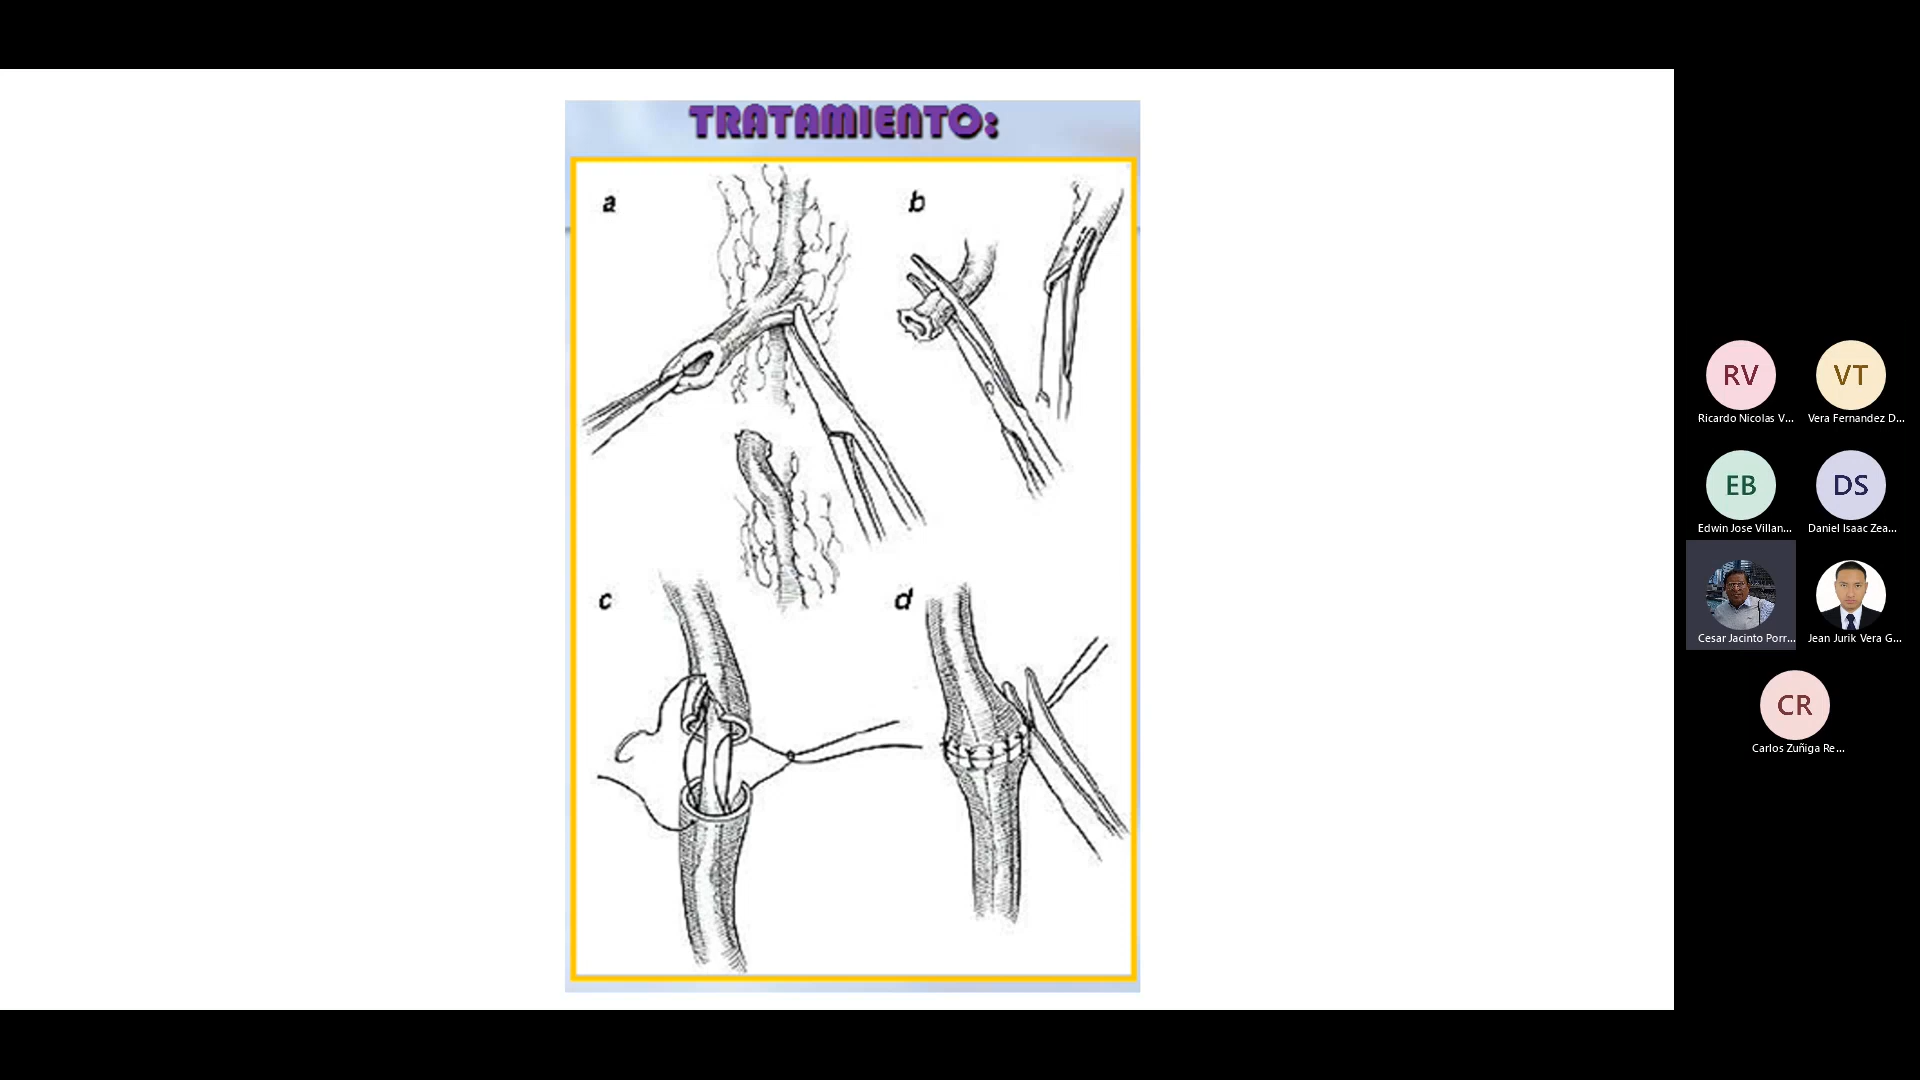 TRATAMIENTO:
a
b
c
d
RV
VT
Ricardo Nicolas V...
Vera Fernandez D...
EB
DS
Edwin Jose Villan...
Daniel Isaac Zea...
Cesar Jacinto Porr...
Jean Jurik Vera G...
CR
Carlos Zuñiga Re...